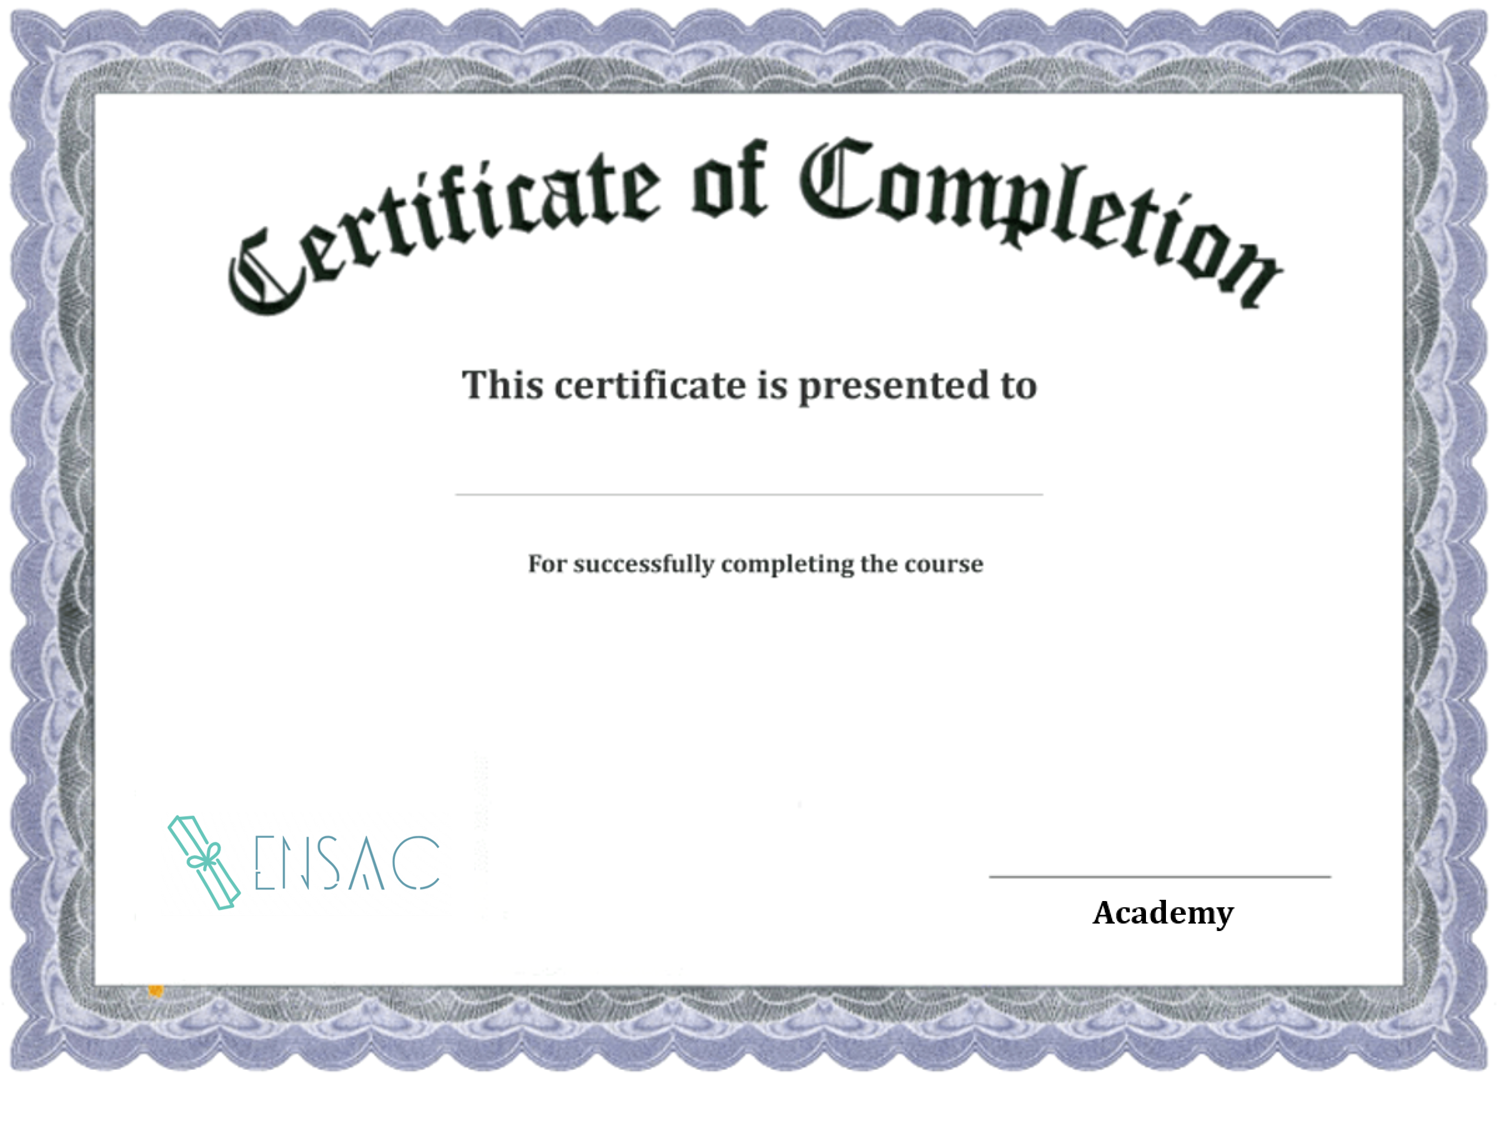 Certificate of Completion
This certificate is presented to
For successfully completing the course
ENSAC
Academy